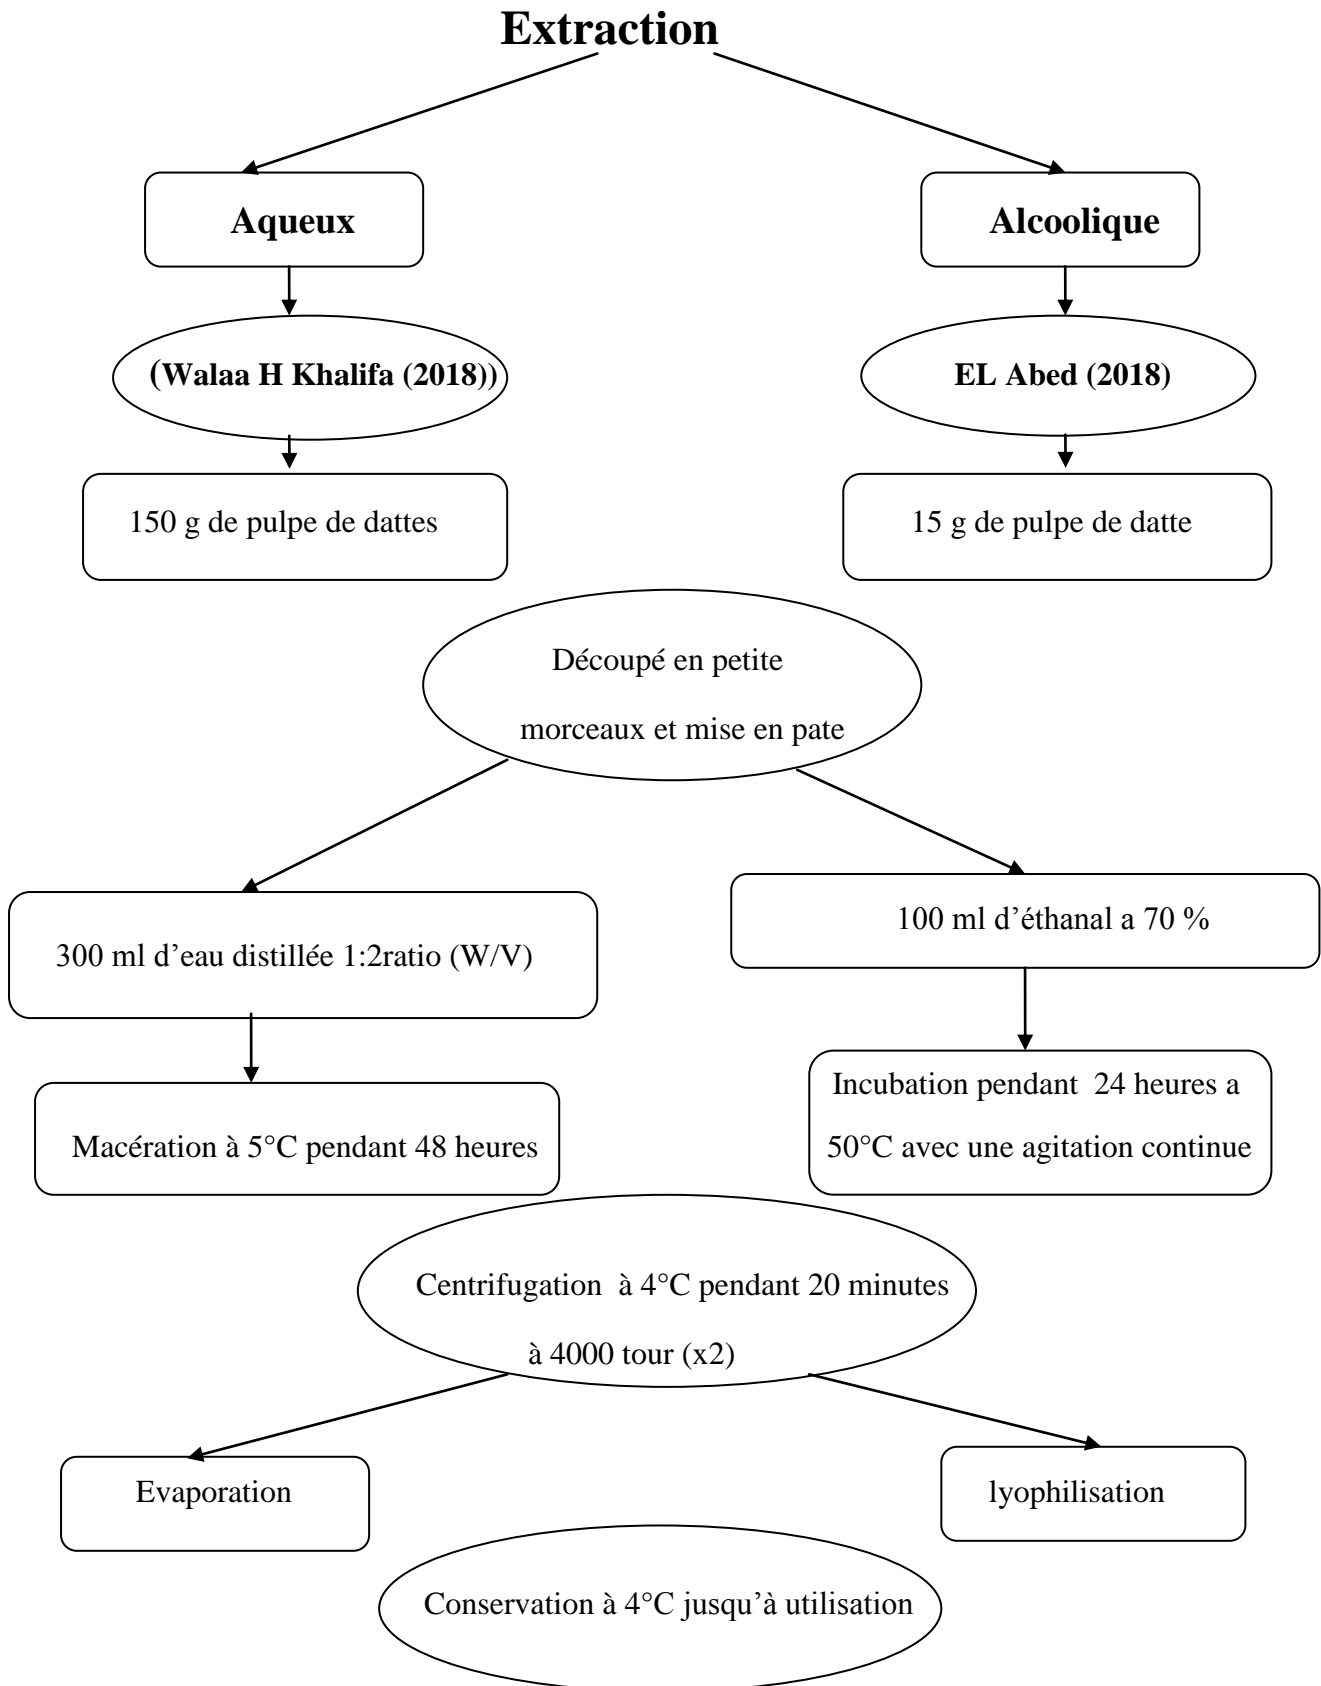 Extraction
Aqueux
Alcoolique
(Walaa H Khalifa (2018))
EL Abed (2018)
150 g de pulpe de dattes
15 g de pulpe de datte
Découpé en petite
morceaux et mise en pate
300 ml d’eau distillée 1:2ratio (W/V)
100 ml d’éthanal a 70 %
Macération à 5°C pendant 48 heures
Incubation pendant 24 heures a
50°C avec une agitation continue
Centrifugation à 4°C pendant 20 minutes
à 4000 tour (x2)
Evaporation
lyophilisation
Conservation à 4°C jusqu’à utilisation